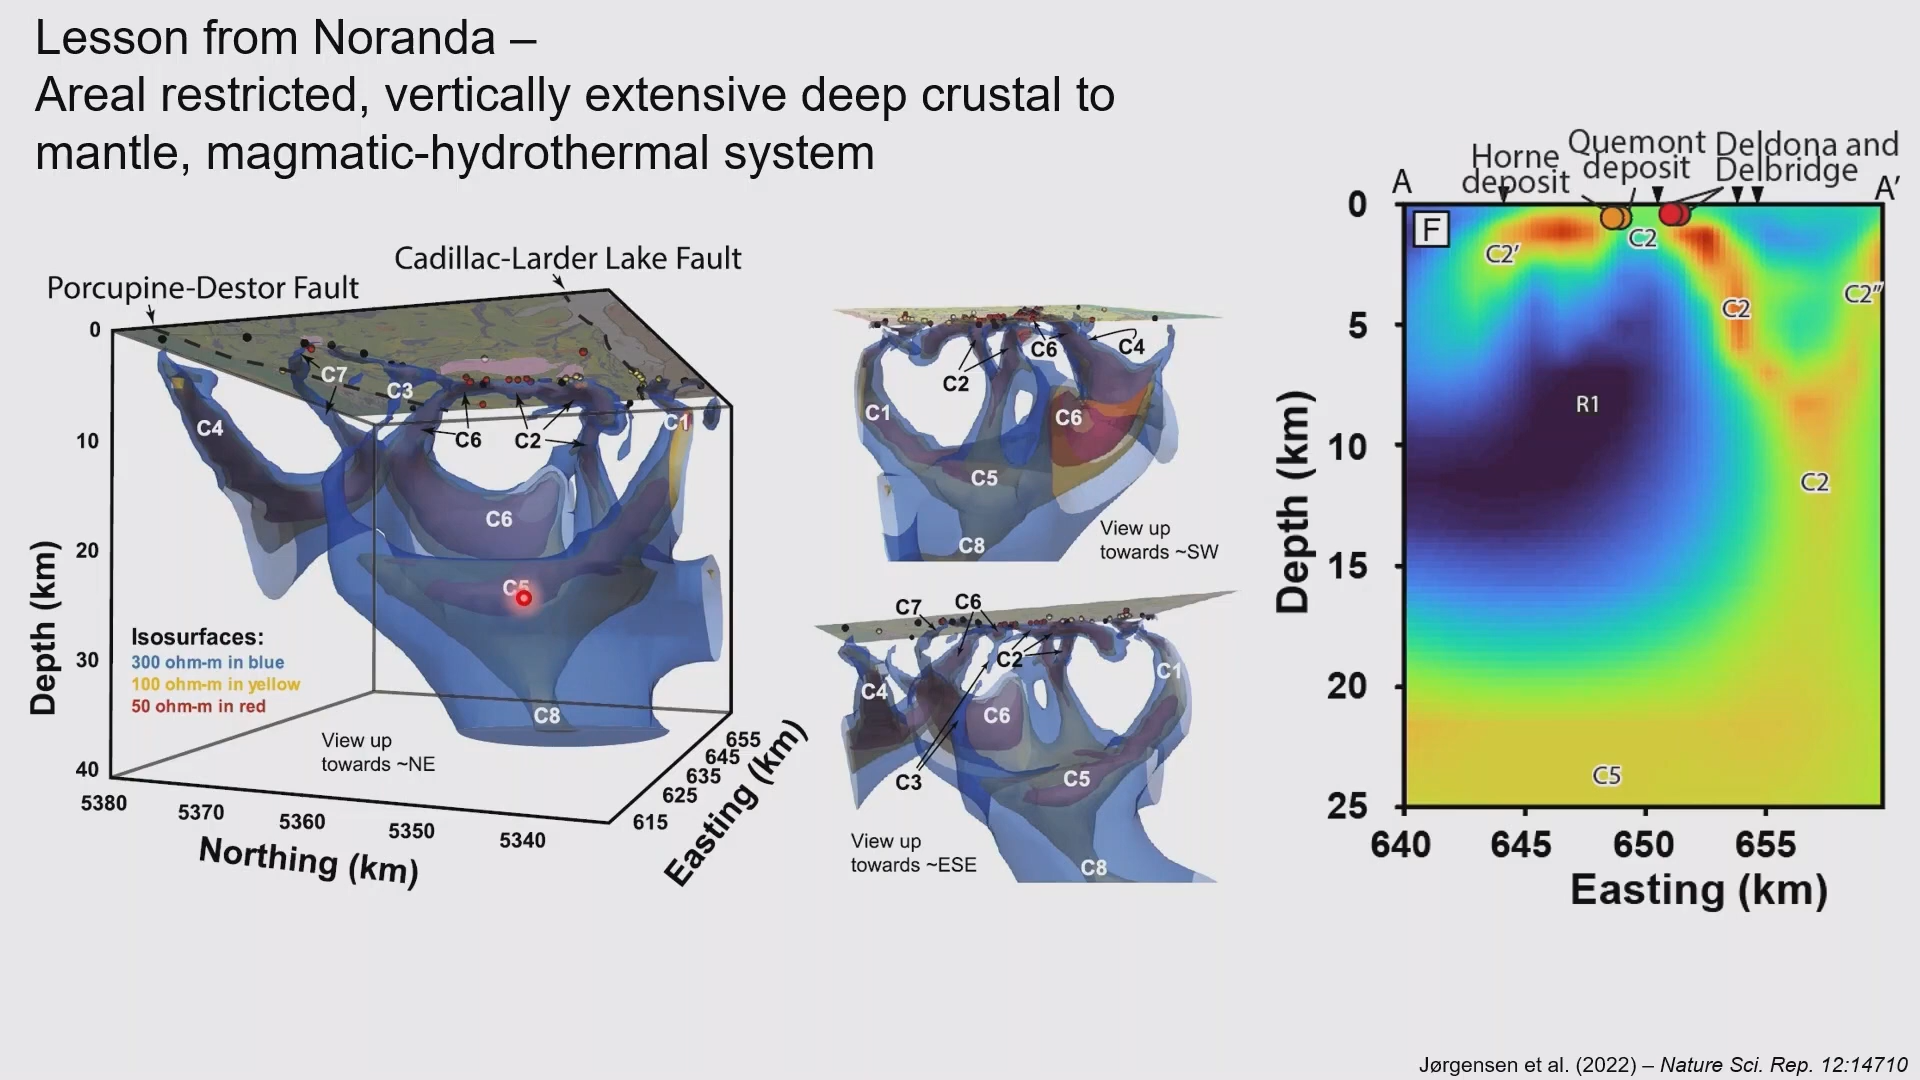 Lesson from Noranda –
Areal restricted, vertically extensive deep crustal to
mantle, magmatic-hydrothermal system
Porcupine-Destor Fault
Cadillac-Larder Lake Fault
0
10
20
30
40
Depth (km)
C7
C3
C4
C6
C2
C1
C6
C5
C8
Isosurfaces:
300 ohm-m in blue
100 ohm-m in yellow
50 ohm-m in red
View up
towards ~NE
5380
5370
5360
5350
5340
Northing (km)
615
625
635
645
655
Easting (km)
C6
C4
C2
C1
C6
C5
C8
View up
towards ~SW
C7
C6
C2
C1
C4
C6
C3
C5
C8
View up
towards ~ESE
A
Horne
deposit
Quemont
deposit
Deldona and
Delbridge
A’
F
C2’
C2
C2
C2”
R1
C2
C5
0
5
10
15
20
25
Depth (km)
640
645
650
655
Easting (km)
Jørgensen et al. (2022) – Nature Sci. Rep. 12:14710